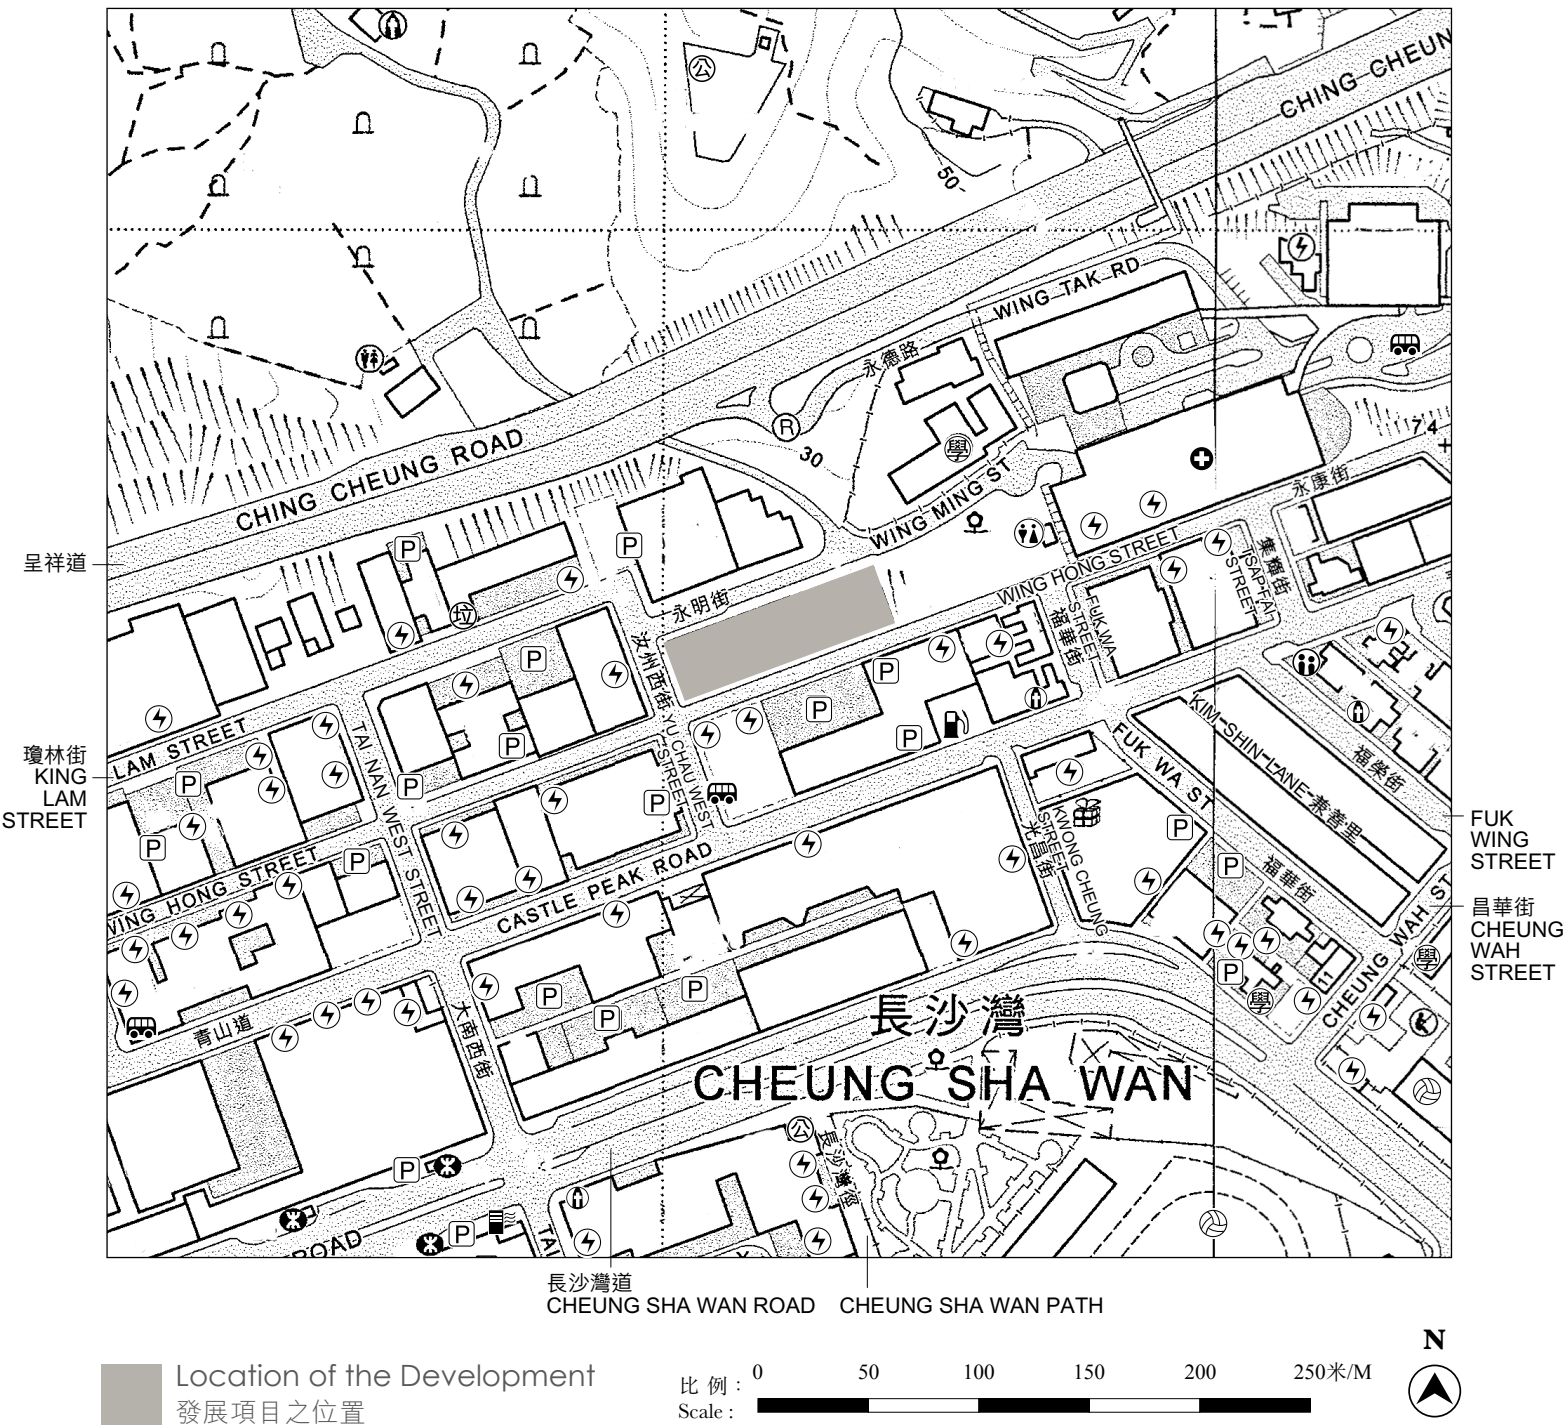 CHING CHEUN
50
WING TAK RD
永德路
CHING CHEUNG ROAD
R
30
學
74
永康街
WING MING ST
P
P
呈祥道
永明街
WING HONG STREET
集輝街
TSAP FAI
STREET
垃
汝州西街
YU CHAU WEST
STREET
福華街
FUK WA
STREET
P
P
P
P
P
LAM STREET
瓊林街
KING
LAM
STREET
TAI NAN WEST STREET
P
P
P
P
KIM SHIN LANE 兼善里
福榮街
FUK WA ST
福華街
FUK
WING
STREET
P
P
P
KWONG CHEUNG
STREET
光昌街
WING HONG STREET
CASTLE PEAK ROAD
CHEUNG WAH ST
昌華街
CHEUNG
WAH
STREET
學
P
學
P
P
P
青山道
大南西街
長沙灣
CHEUNG SHA WAN
公
公
長沙灣徑
P
P
ROAD
TAI
長沙灣道
CHEUNG SHA WAN ROAD
CHEUNG SHA WAN PATH
N
Location of the Development
發展項目之位置
比例：
Scale :
0 50 100 150 200 250米/M